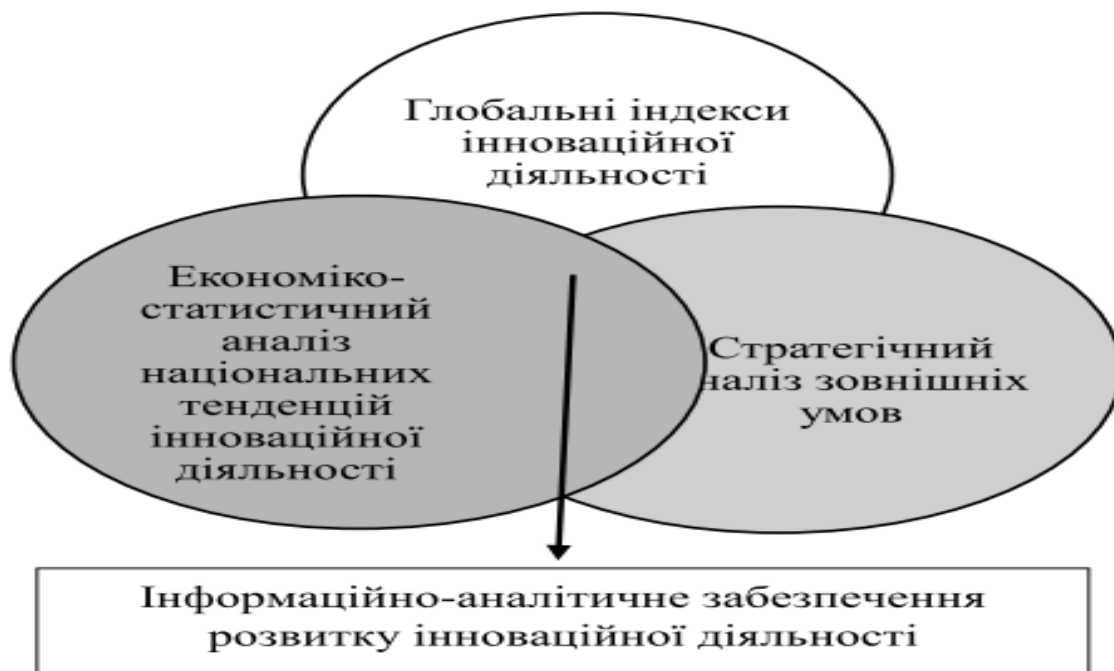 Глобальні індекси
інноваційної
діяльності
Економіко-
статистичний
аналіз
національних
тенденцій
інноваційної
діяльності
Стратегічний
наліз зовнішніх
умов
Інформаційно-аналітичне забезпечення
розвитку інноваційної діяльності